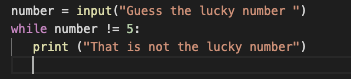 number = input("Guess the lucky number ")
while number != 5:
    print ("That is not the lucky number")